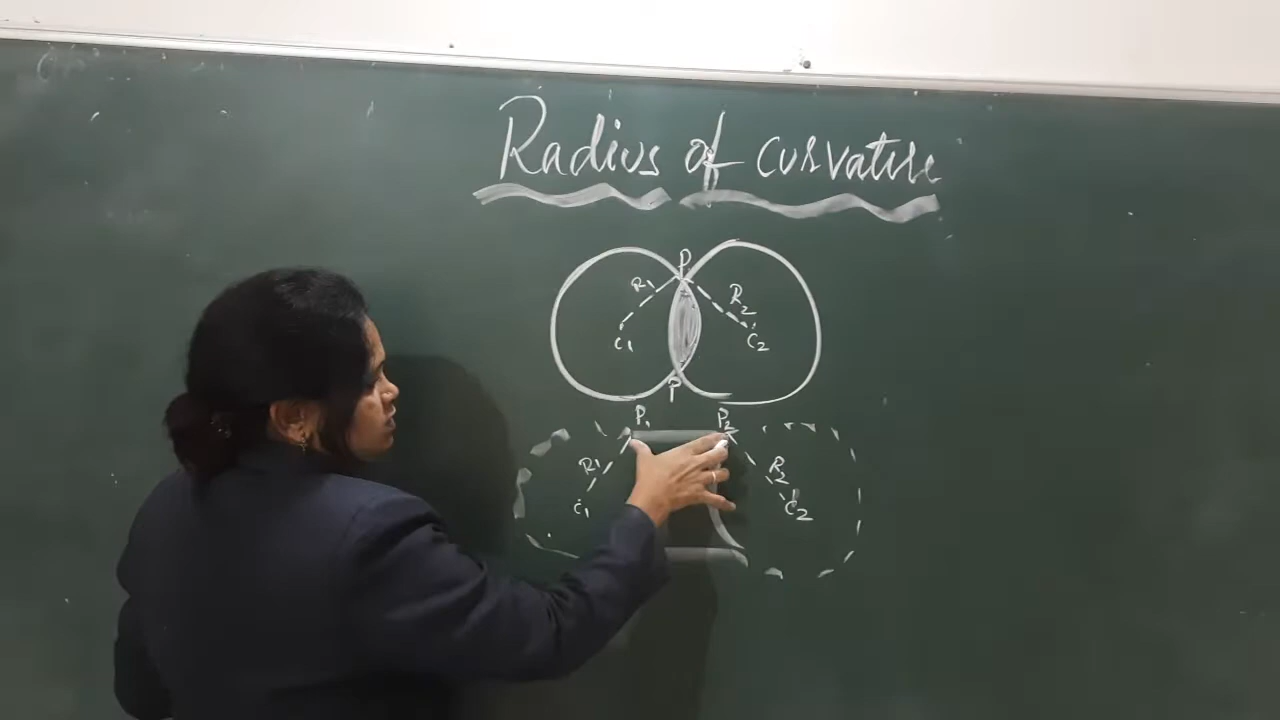 Radius of curvature
P
R1 R2
C1 C2
P
P1 P2
R1 R2
C1 C2